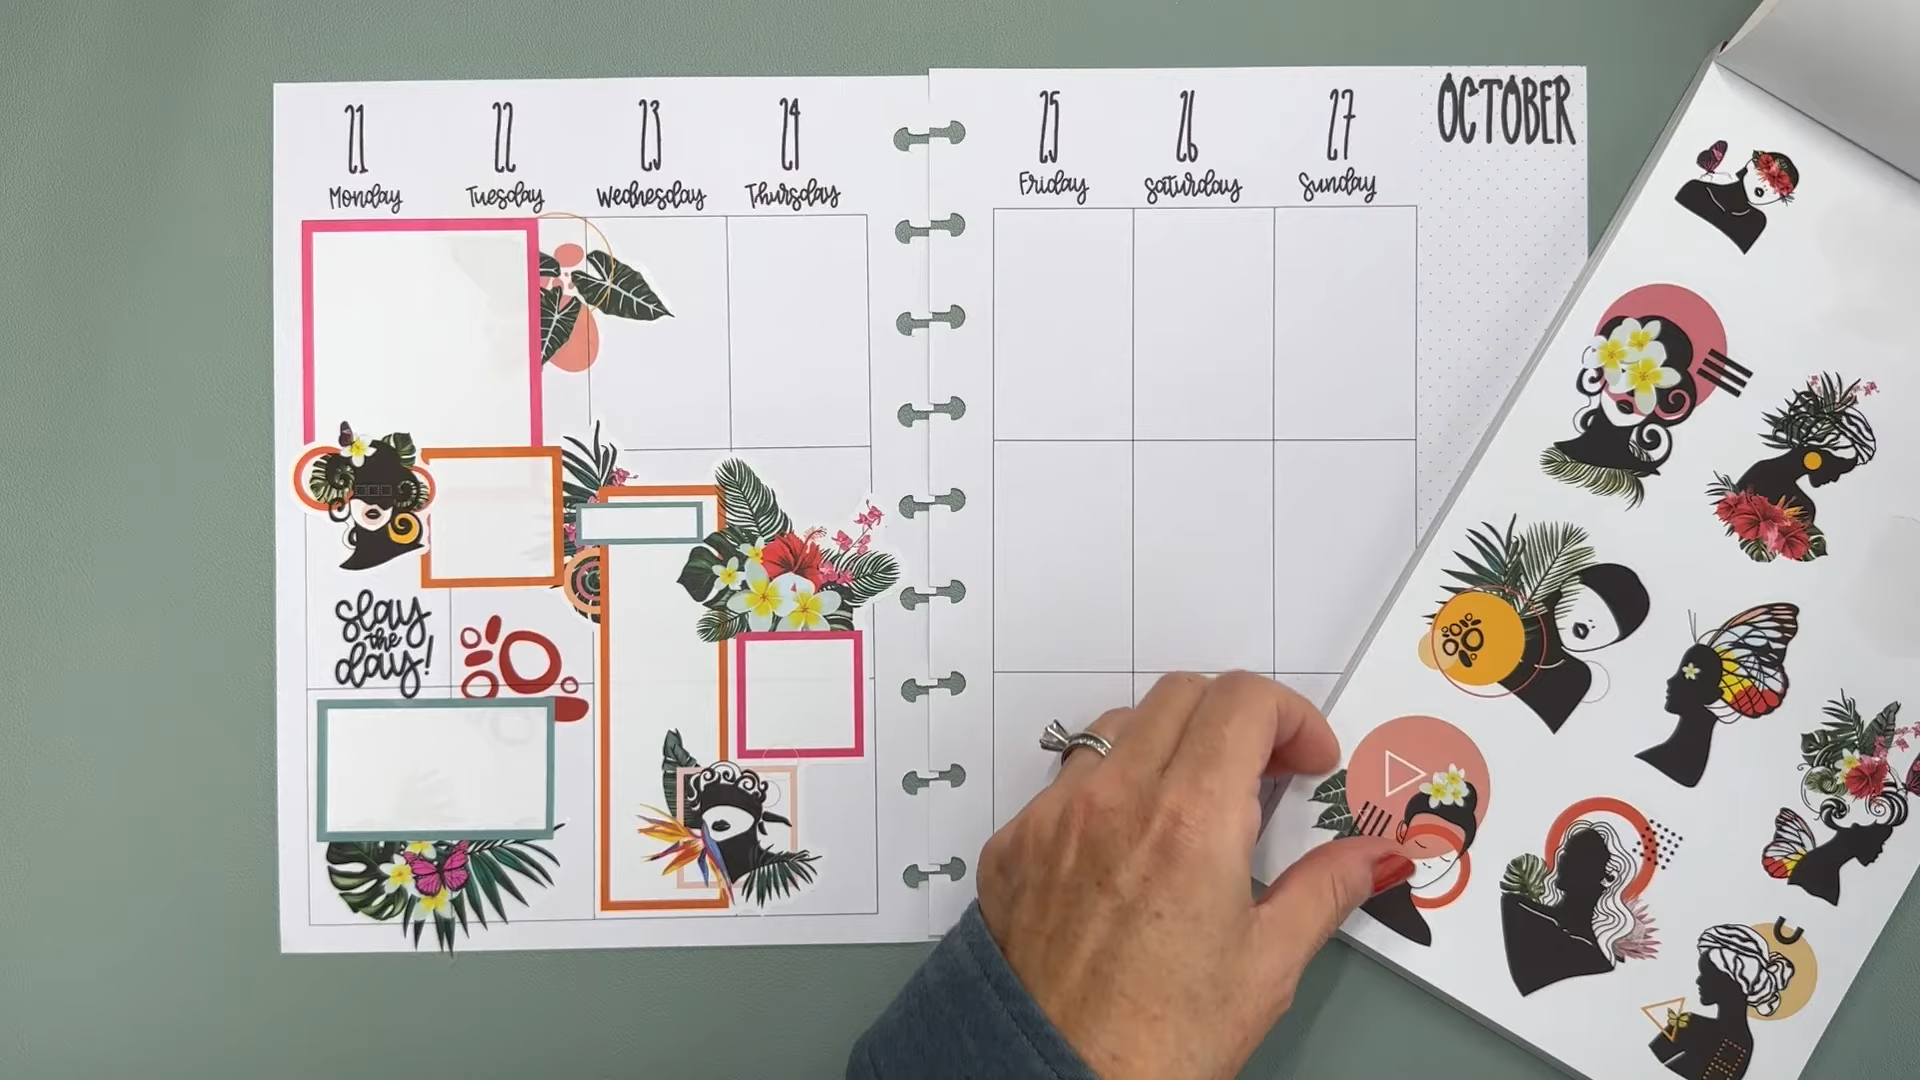 21 22 23 24 25 26 27 OCTOBER
Monday Tuesday Wednesday Thursday Friday Saturday Sunday
slay
the
day!